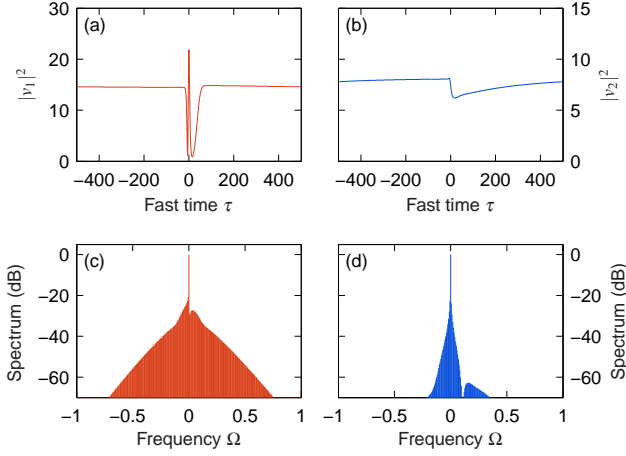 (a)
|v₁|²
30
20
10
0
−400 −200 0 200 400
Fast time τ
(b)
|v₂|²
15
10
5
0
−400 −200 0 200 400
Fast time τ
(c)
Spectrum (dB)
0
−20
−40
−60
−1 −0.5 0 0.5 1
Frequency Ω
(d)
Spectrum (dB)
0
−20
−40
−60
−1 −0.5 0 0.5 1
Frequency Ω